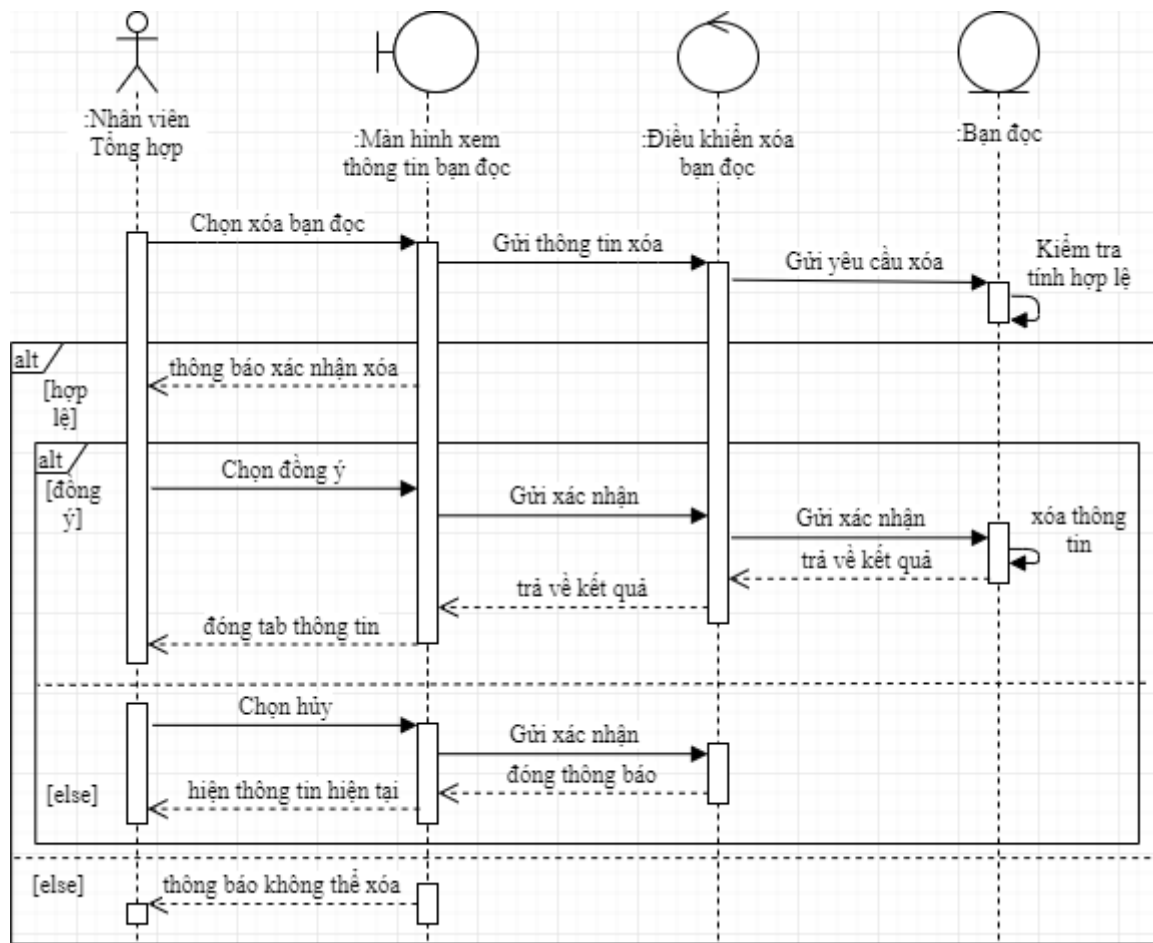 :Nhân viên
Tổng hợp
:Màn hình xem
thông tin bạn đọc
:Điều khiển xóa
bạn đọc
:Bạn đọc
Chọn xóa bạn đọc
Gửi thông tin xóa
Gửi yêu cầu xóa
Kiểm tra
tính hợp lệ
alt
[hợp
lệ]
thông báo xác nhận xóa
alt
[đồng
ý]
Chọn đồng ý
Gửi xác nhận
Gửi xác nhận
xóa thông
tin
trả về kết quả
trả về kết quả
đóng tab thông tin
Chọn hủy
Gửi xác nhận
đóng thông báo
[else]
hiện thông tin hiện tại
[else]
thông báo không thể xóa